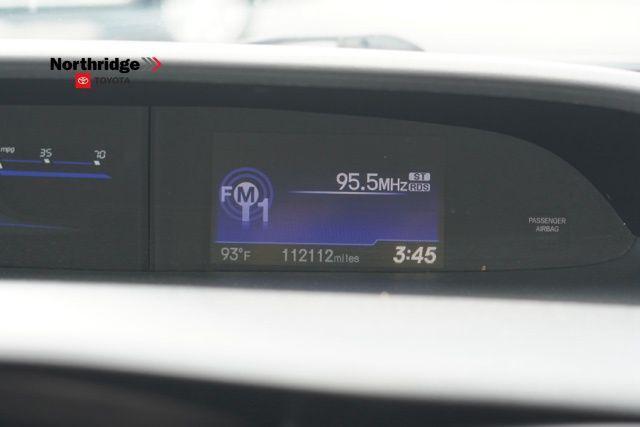 Northridge
TOYOTA
mpg 35 70
FM1
95.5MHz ST RDS
PASSENGER
AIRBAG
93°F 112112miles 3:45